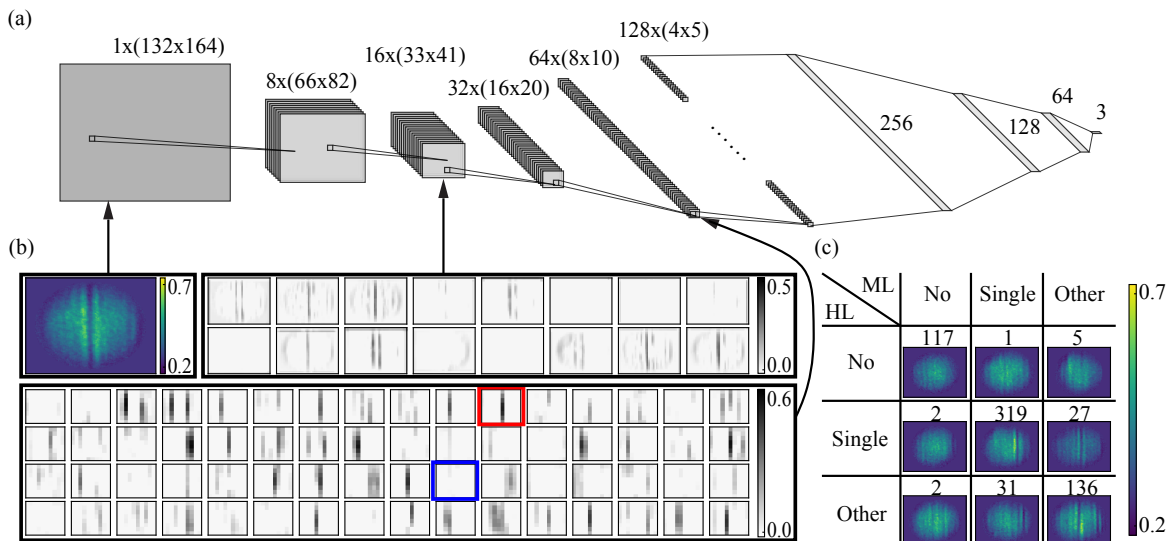 (a)
1x(132x164)
8x(66x82)
16x(33x41)
32x(16x20)
64x(8x10)
128x(4x5)
256
128
64
3
(b)
0.7
0.2
0.5
0.0
0.6
0.0
(c)
ML
HL
No Single Other
No 117 1 5
Single 2 319 27
Other 2 31 136
0.7
0.2